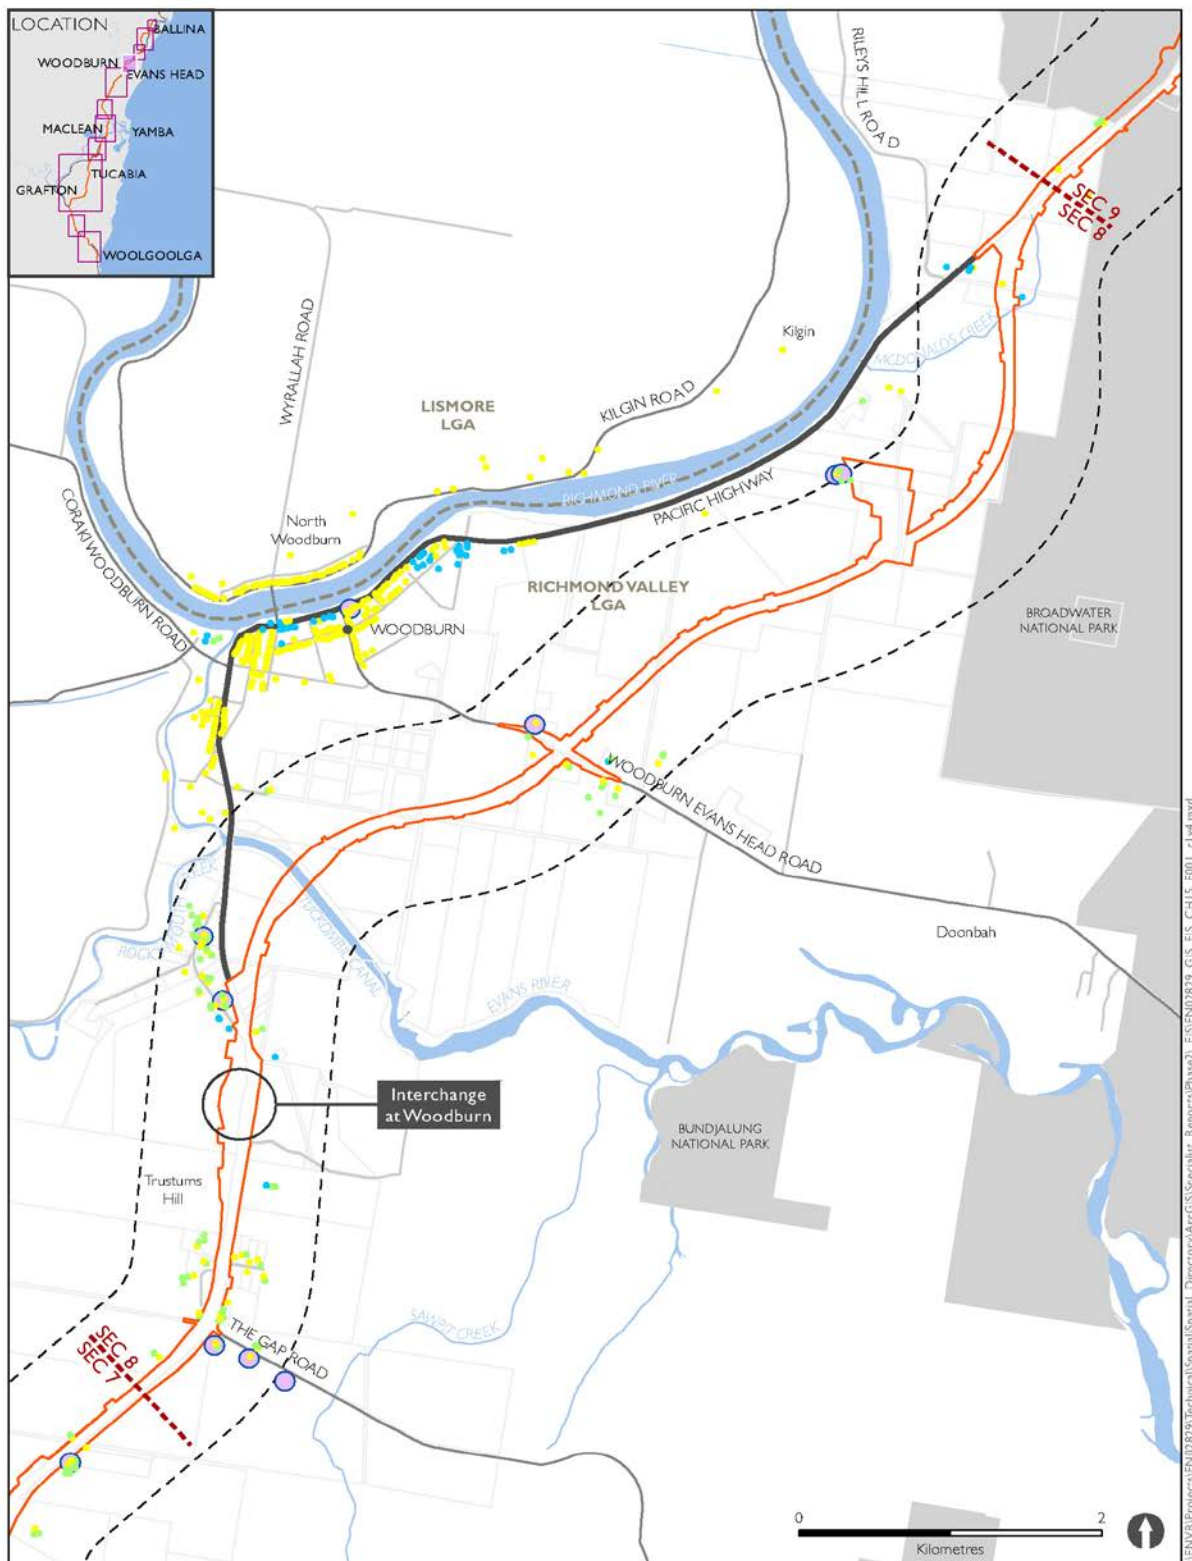 LOCATION
BALLINA
WOODBURN
EVANS HEAD
MACLEAN
YAMBA
TUCABIA
GRAFTON
WOOLGOOLGA
RILEYS HILL ROAD
SEC 9
SEC 8
WYRALLAH ROAD
Kilgin
MCDONALDS CREEK
LISMORE
LGA
KILGIN ROAD
RICHMOND RIVER
PACIFIC HIGHWAY
CORAKI WOODBURN ROAD
North
Woodburn
RICHMOND VALLEY
LGA
WOODBURN
BROADWATER
NATIONAL PARK
WOODBURN EVANS HEAD ROAD
TUCKOMBIL CANAL
Doonbah
EVANS RIVER
Interchange
at Woodburn
BUNDJALUNG
NATIONAL PARK
Trustums
Hill
SAWPIT CREEK
THE GAP ROAD
SEC 8
SEC 7
0
2
Kilometres